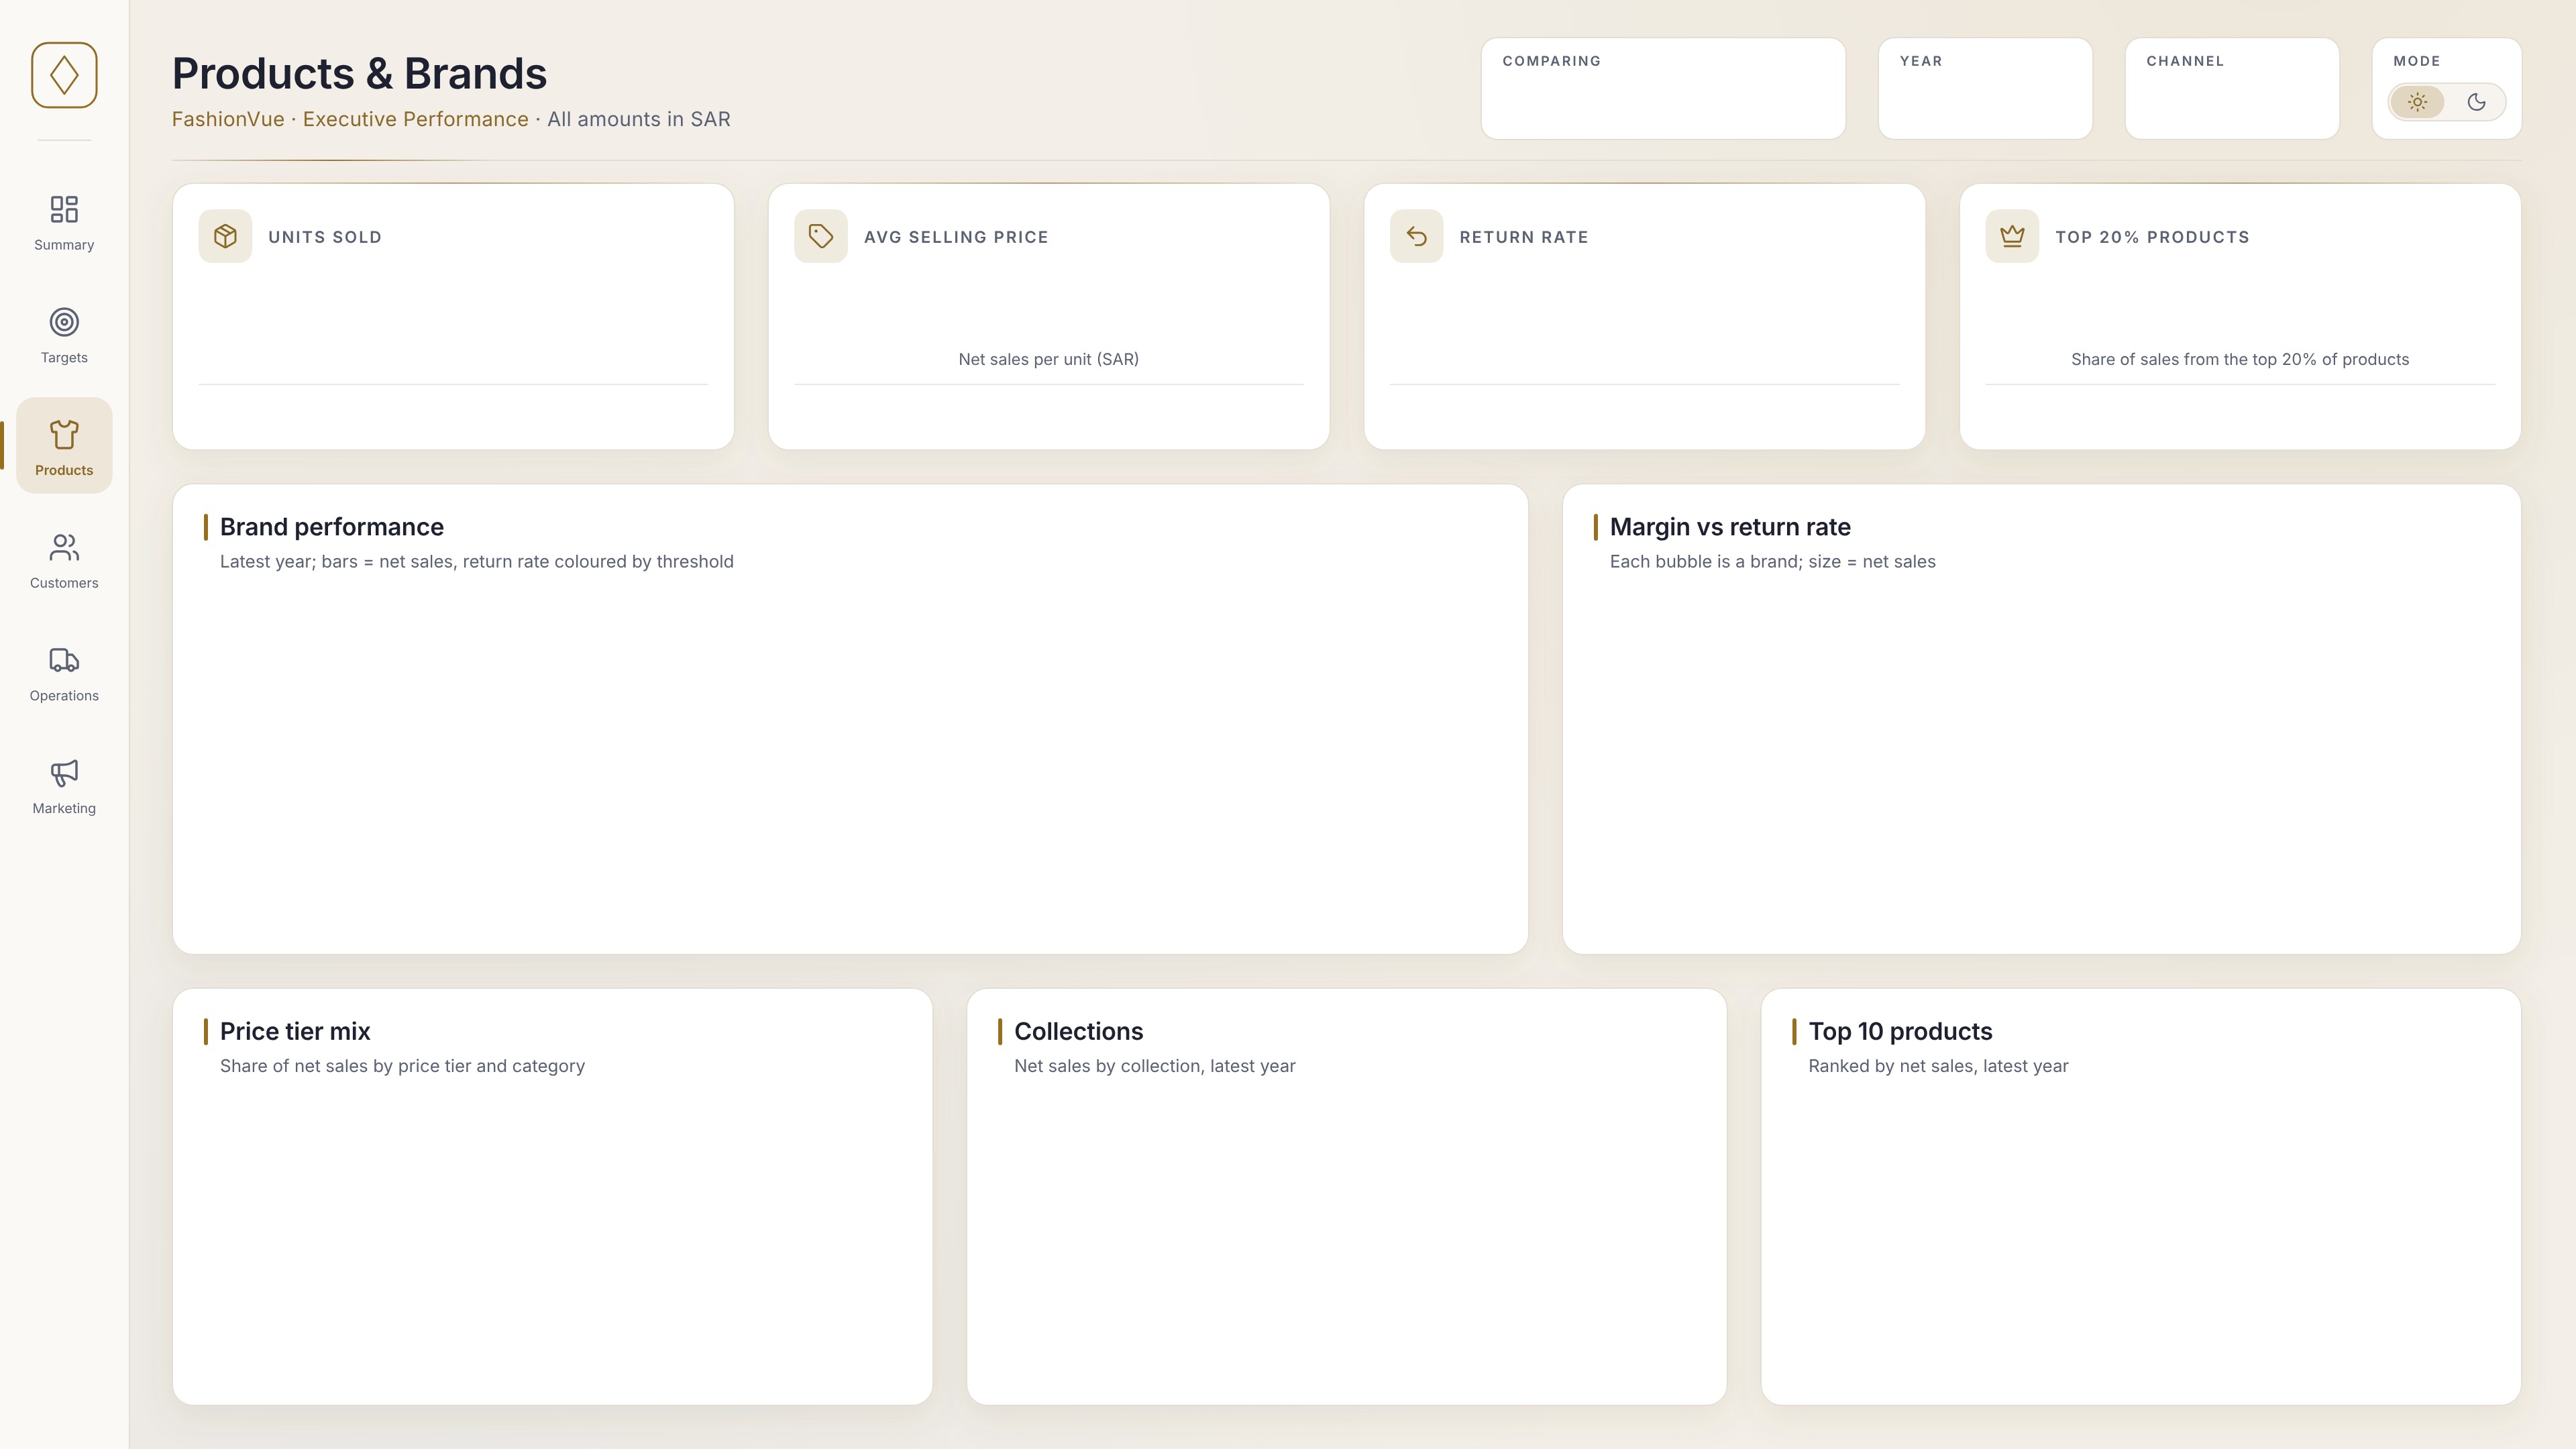 Products & Brands
FashionVue · Executive Performance · All amounts in SAR
COMPARING
YEAR
CHANNEL
MODE
Summary
Targets
Products
Customers
Operations
Marketing
UNITS SOLD
AVG SELLING PRICE
Net sales per unit (SAR)
RETURN RATE
TOP 20% PRODUCTS
Share of sales from the top 20% of products
Brand performance
Latest year; bars = net sales, return rate coloured by threshold
Margin vs return rate
Each bubble is a brand; size = net sales
Price tier mix
Share of net sales by price tier and category
Collections
Net sales by collection, latest year
Top 10 products
Ranked by net sales, latest year